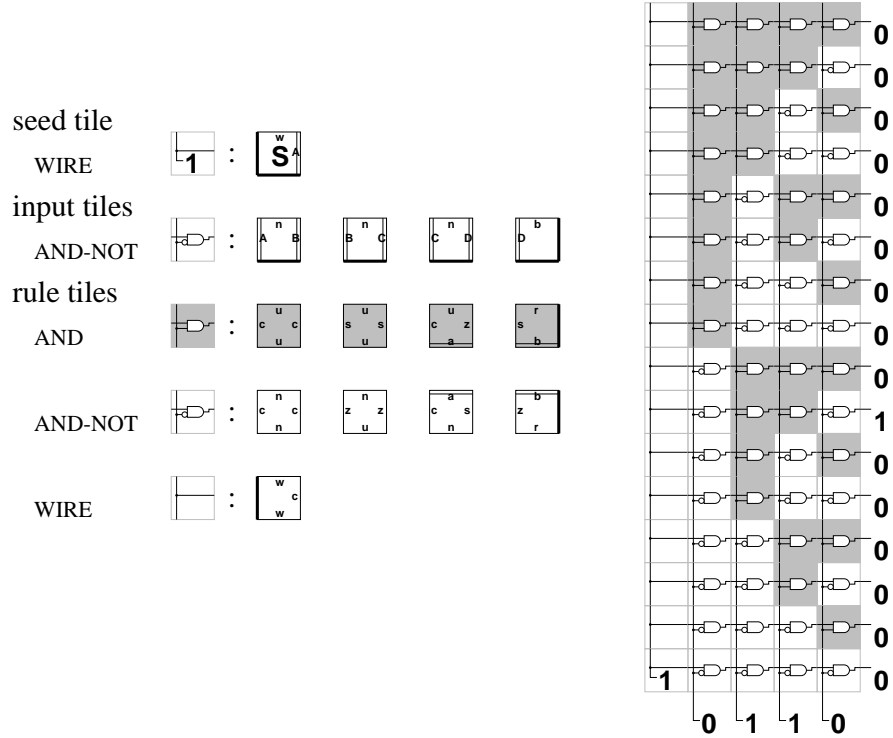 seed tile
WIRE 1 : w S A
input tiles
AND-NOT : A n B B n C C n D D b
rule tiles
AND : c u c u s u s u c u z a s r b
AND-NOT : c n c n z n z u c a s n z b r
WIRE : w c w
0
0
0
0
0
0
0
0
0
1
0
0
0
0
0
1 0
0 1 1 0